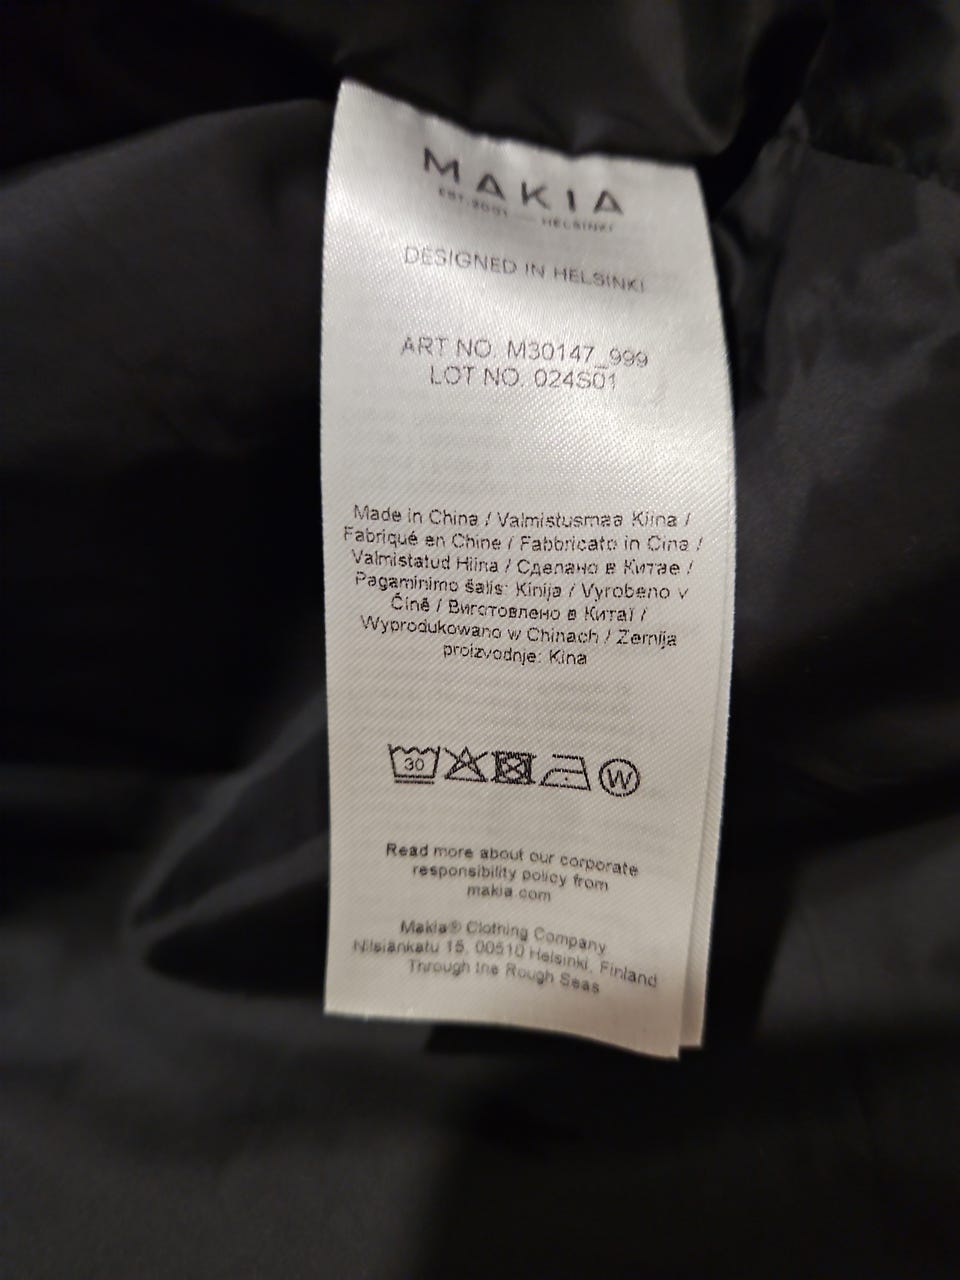 MAKIA
EST. 2001 — HELSINKI
DESIGNED IN HELSINKI
ART NO. M30147_999
LOT NO. 024S01
Made in China / Valmistusmaa Kiina /
Fabriqué en Chine / Fabbricato in Cina /
Valmistatud Hiina / Сделано в Китае /
Pagaminimo šalis: Kinija / Vyrobeno v
Číně / Виготовлено в Китаї /
Wyprodukowano w Chinach / Zemlja
proizvodnje: Kina
30 W
Read more about our corporate
responsibility policy from
makia.com
Makia® Clothing Company
Nilsiänkatu 15, 00510 Helsinki, Finland
Through the Rough Seas